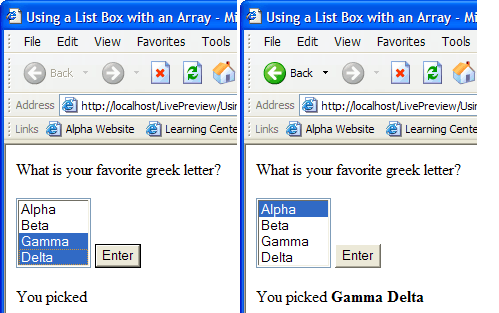 Using a List Box with an Array - Mi
File Edit View Favorites Tools
Back
Address http://localhost/LivePreview/Usin
Links Alpha Website Learning Cente
What is your favorite greek letter?
Alpha
Beta
Gamma
Delta
Enter
You picked
Using a List Box with an Array - Mi
File Edit View Favorites Tools
Back
Address http://localhost/LivePreview/Usi
Links Alpha Website Learning Cente
What is your favorite greek letter?
Alpha
Beta
Gamma
Delta
Enter
You picked Gamma Delta